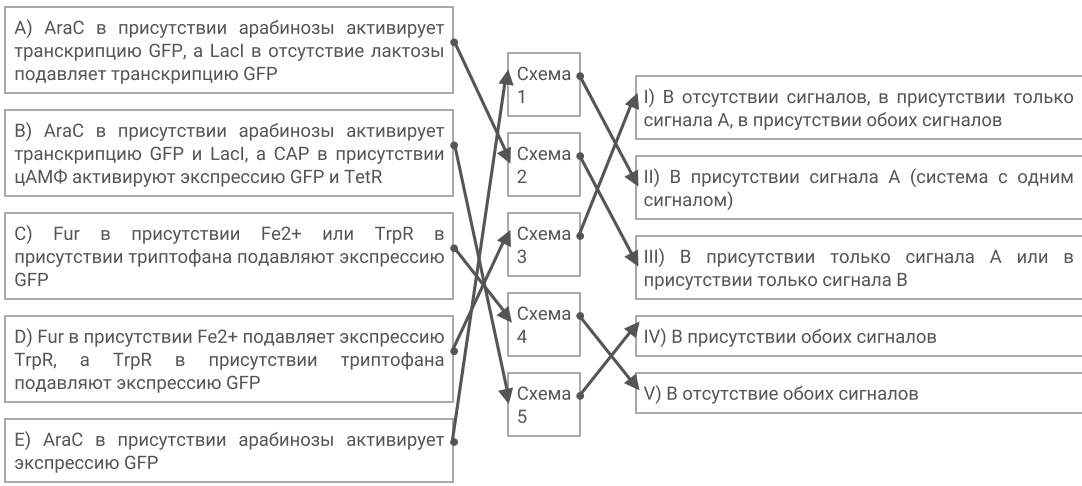 A) AraC в присутствии арабинозы активирует
транскрипцию GFP, а LacI в отсутствие лактозы
подавляет транскрипцию GFP
B) AraC в присутствии арабинозы активирует
транскрипцию GFP и LacI, а CAP в присутствии
цАМФ активируют экспрессию GFP и TetR
C) Fur в присутствии Fe2+ или TrpR в
присутствии триптофана подавляют экспрессию
GFP
D) Fur в присутствии Fe2+ подавляет экспрессию
TrpR, а TrpR в присутствии триптофана
подавляют экспрессию GFP
E) AraC в присутствии арабинозы активирует
экспрессию GFP
Схема
1
Схема
2
Схема
3
Схема
4
Схема
5
I) В отсутствии сигналов, в присутствии только
сигнала А, в присутствии обоих сигналов
II) В присутствии сигнала А (система с одним
сигналом)
III) В присутствии только сигнала А или в
присутствии только сигнала В
IV) В присутствии обоих сигналов
V) В отсутствие обоих сигналов